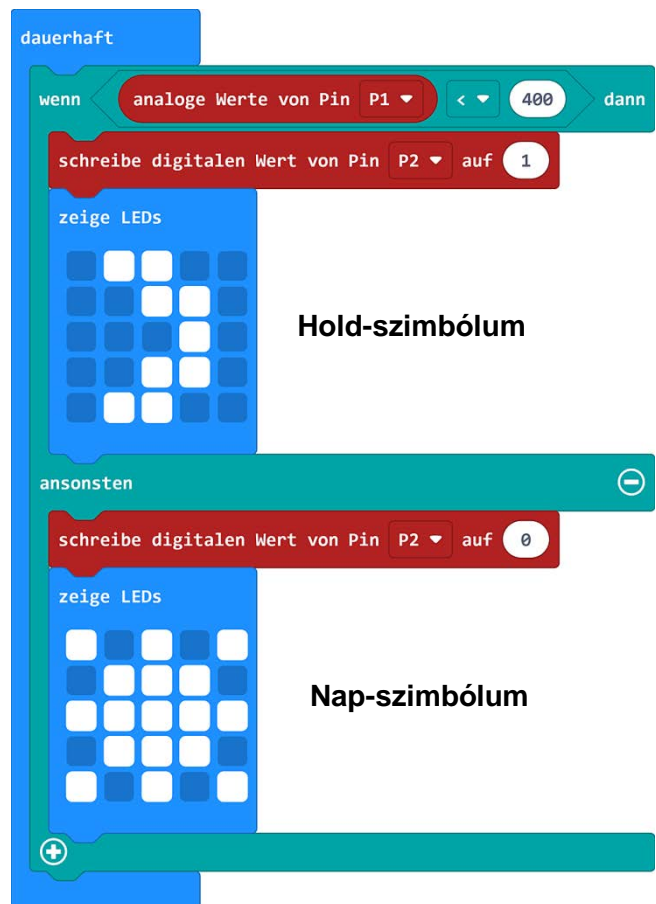 dauerhaft
wenn analoge Werte von Pin P1 < 400 dann
schreibe digitalen Wert von Pin P2 auf 1
zeige LEDs
Hold-szimbólum
ansonsten
schreibe digitalen Wert von Pin P2 auf 0
zeige LEDs
Nap-szimbólum